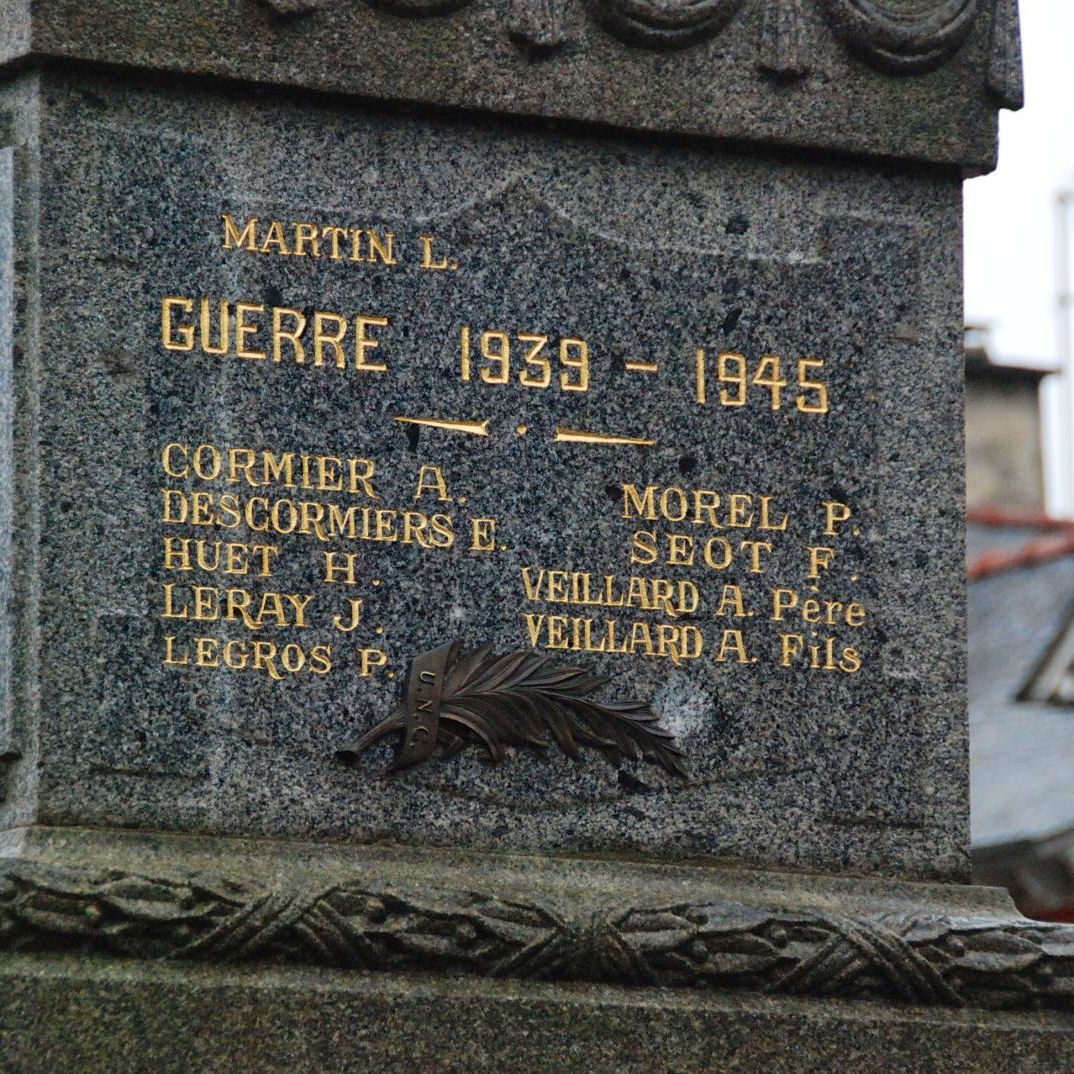 MARTIN L.
GUERRE 1939 - 1945
CORMIER A.
DESCORMIERS E.
HUET H.
LERAY J.
LEGROS P.
MOREL P.
SEOT F.
VEILLARD A. Père
VEILLARD A. Fils
U.N.C.